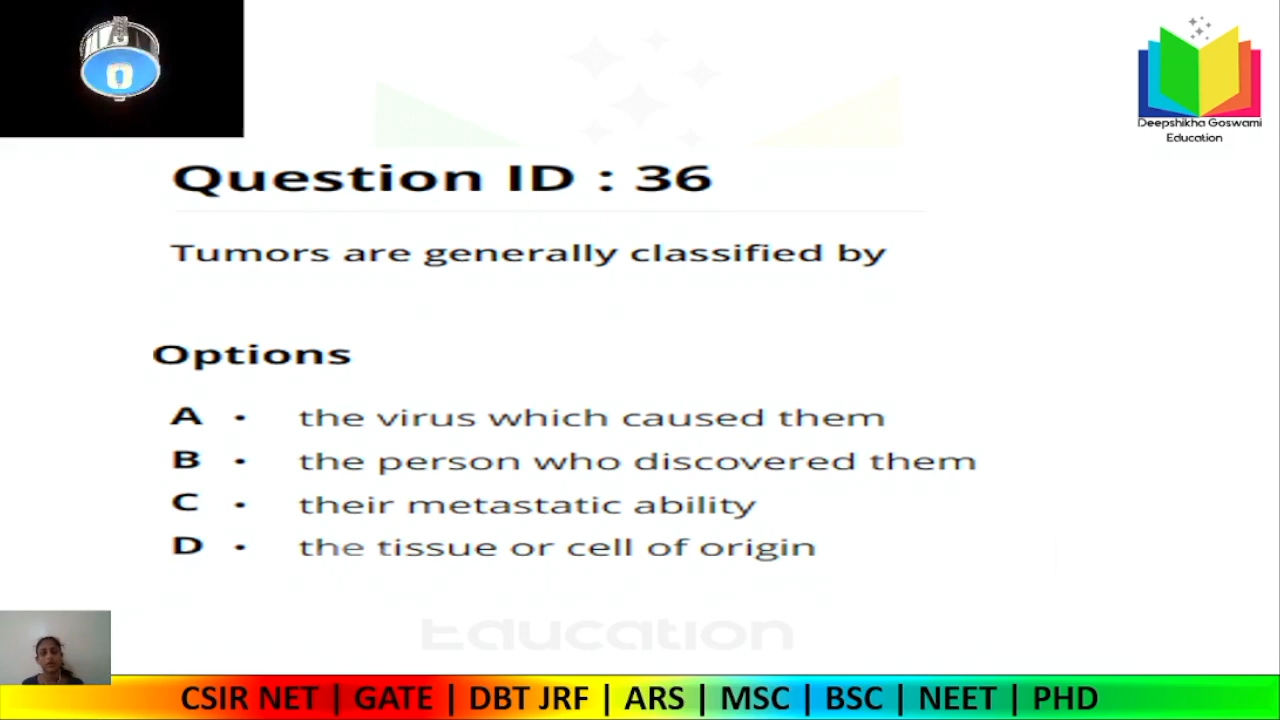 0
Deepshikha Goswami
Education
Question ID : 36
Tumors are generally classified by
Options
A • the virus which caused them
B • the person who discovered them
C • their metastatic ability
D • the tissue or cell of origin
Education
CSIR NET | GATE | DBT JRF | ARS | MSC | BSC | NEET | PHD